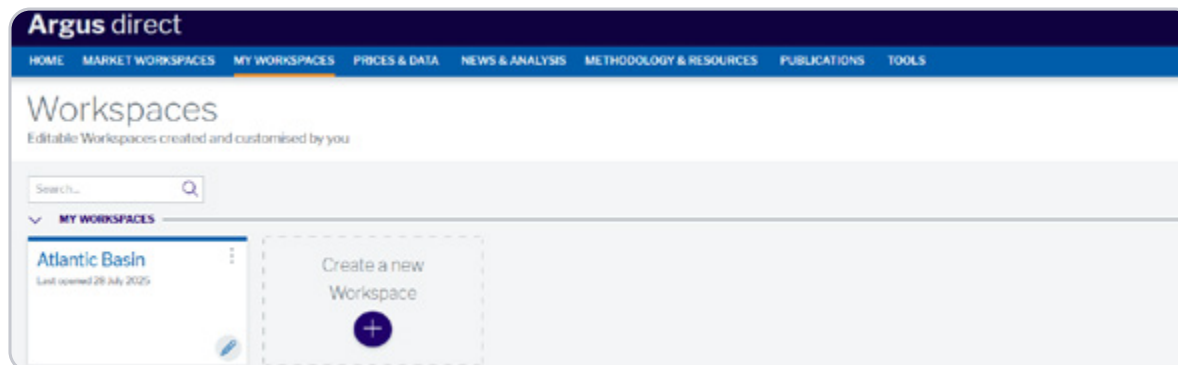 Argus direct
HOME MARKET WORKSPACES MY WORKSPACES PRICES & DATA NEWS & ANALYSIS METHODOLOGY & RESOURCES PUBLICATIONS TOOLS
Workspaces
Editable Workspaces created and customised by you
Search...
MY WORKSPACES
Atlantic Basin
Last opened 28 July 2025
Create a new
Workspace